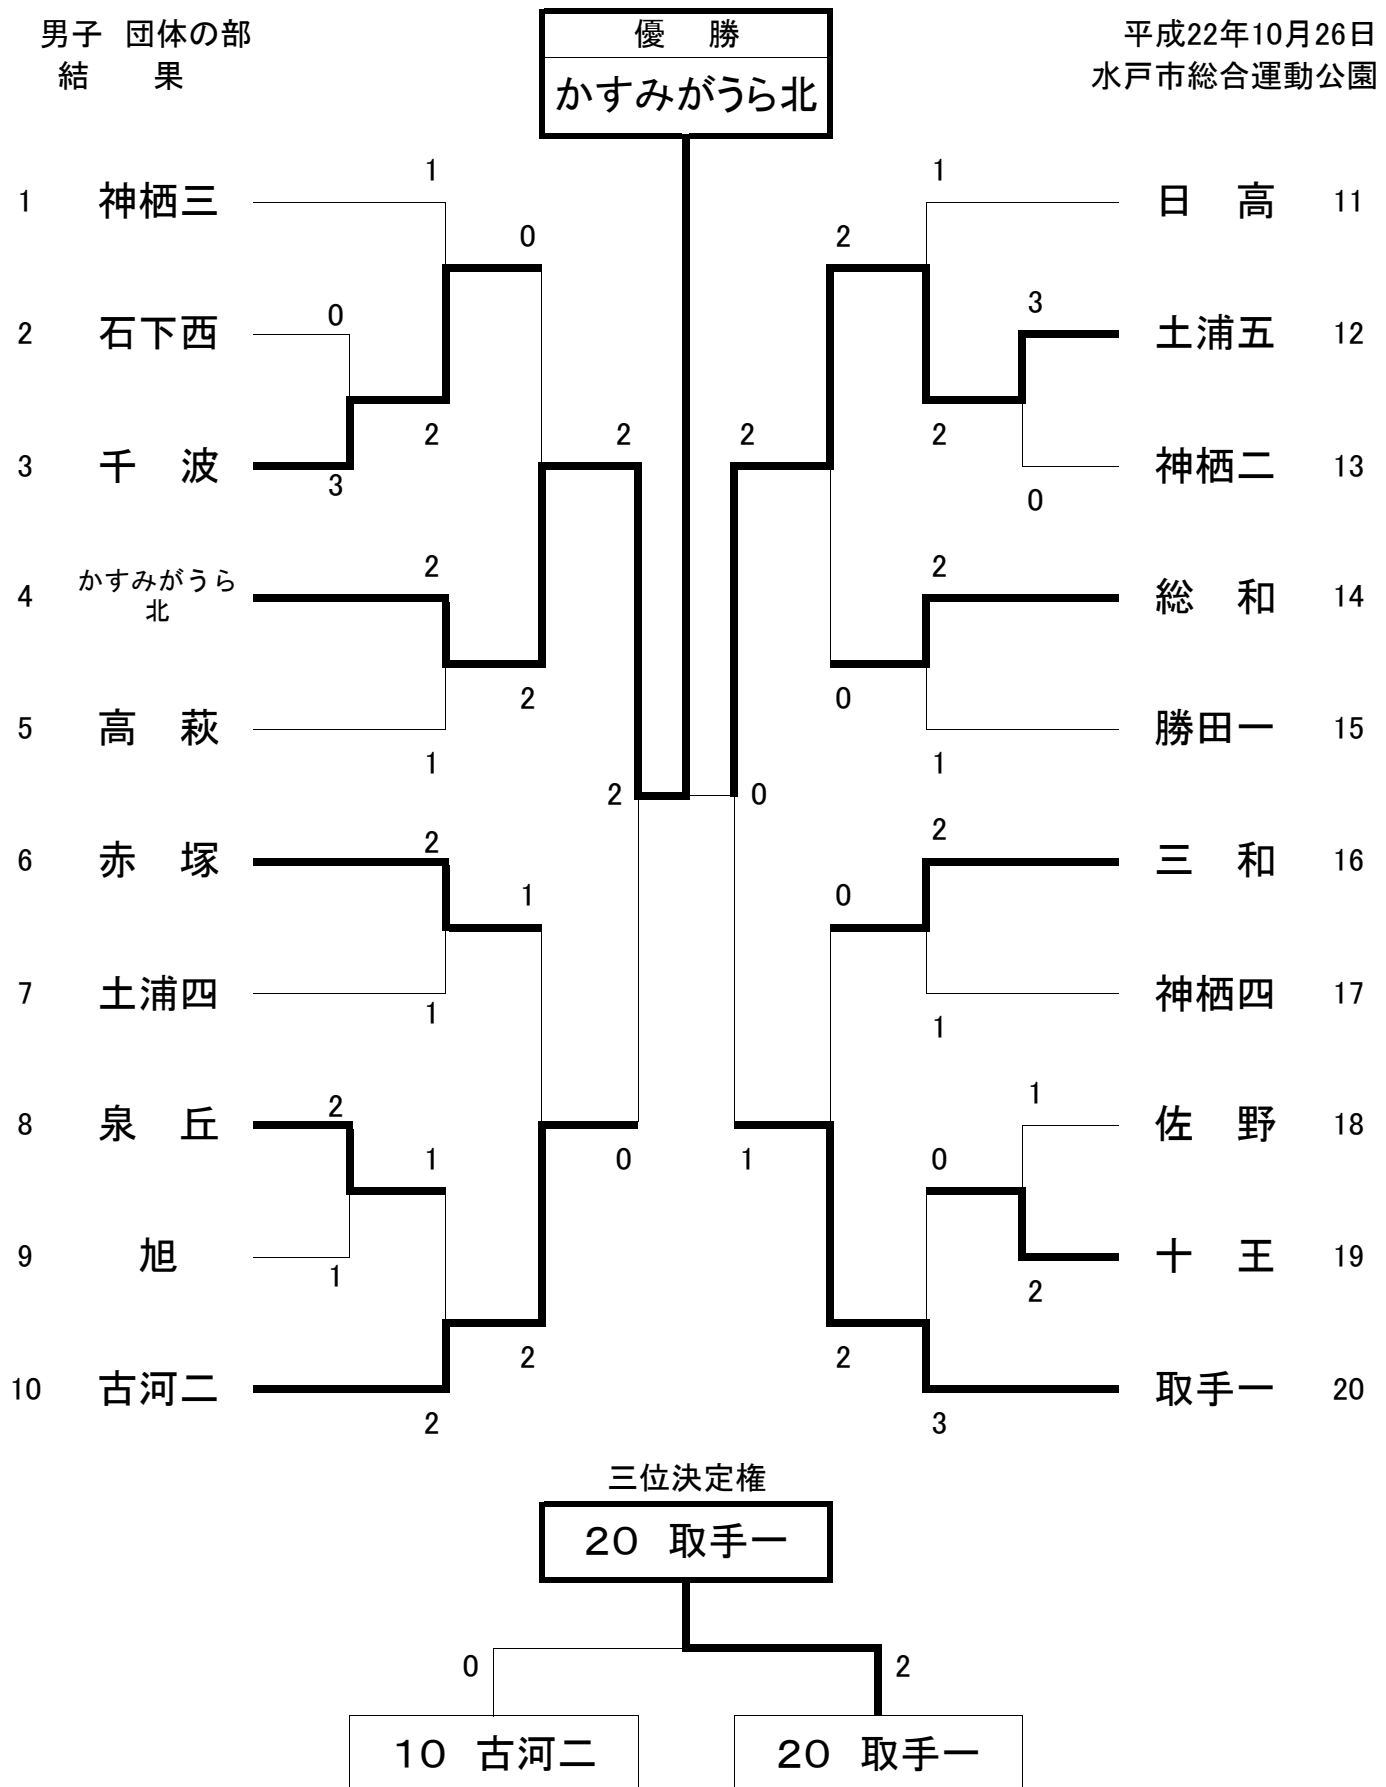 男子 団体の部
結 果
優 勝
かすみがうら北
平成22年10月26日
水戸市総合運動公園
1 神栖三 1
1 日 高 11
0
2
2 石下西 0
3 土浦五 12
2
2
2
2
3 千 波 3
0 神栖二 13
4 かすみがうら
北 2
2 総 和 14
2
0
5 高 萩 1
1 勝田一 15
2
0
6 赤 塚 2
2 三 和 16
1
0
7 土浦四 1
1 神栖四 17
8 泉 丘 2
1 佐 野 18
1
0
1
0
9 旭 1
2 十 王 19
2
2
10 古河二 2
3 取手一 20
三位決定権
20 取手一
0
2
10 古河二
20 取手一